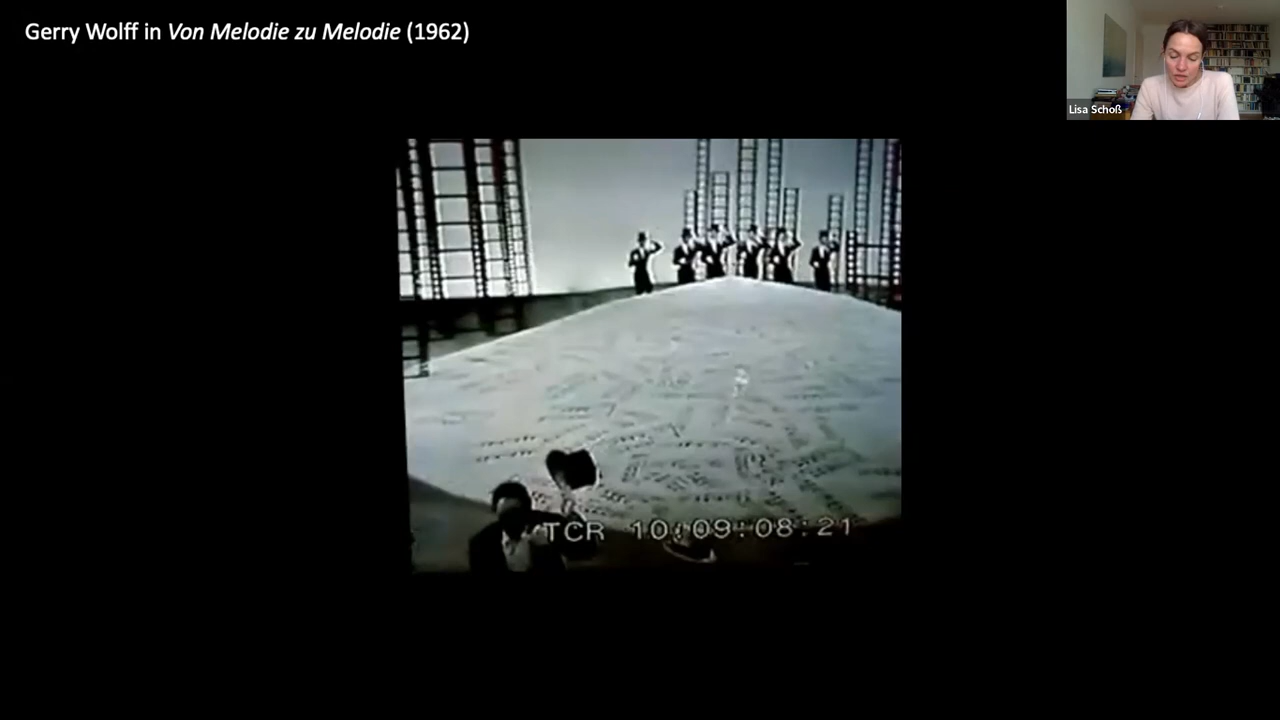 Gerry Wolff in Von Melodie zu Melodie (1962)
Lisa Schoß
TCR 10:09:08:21